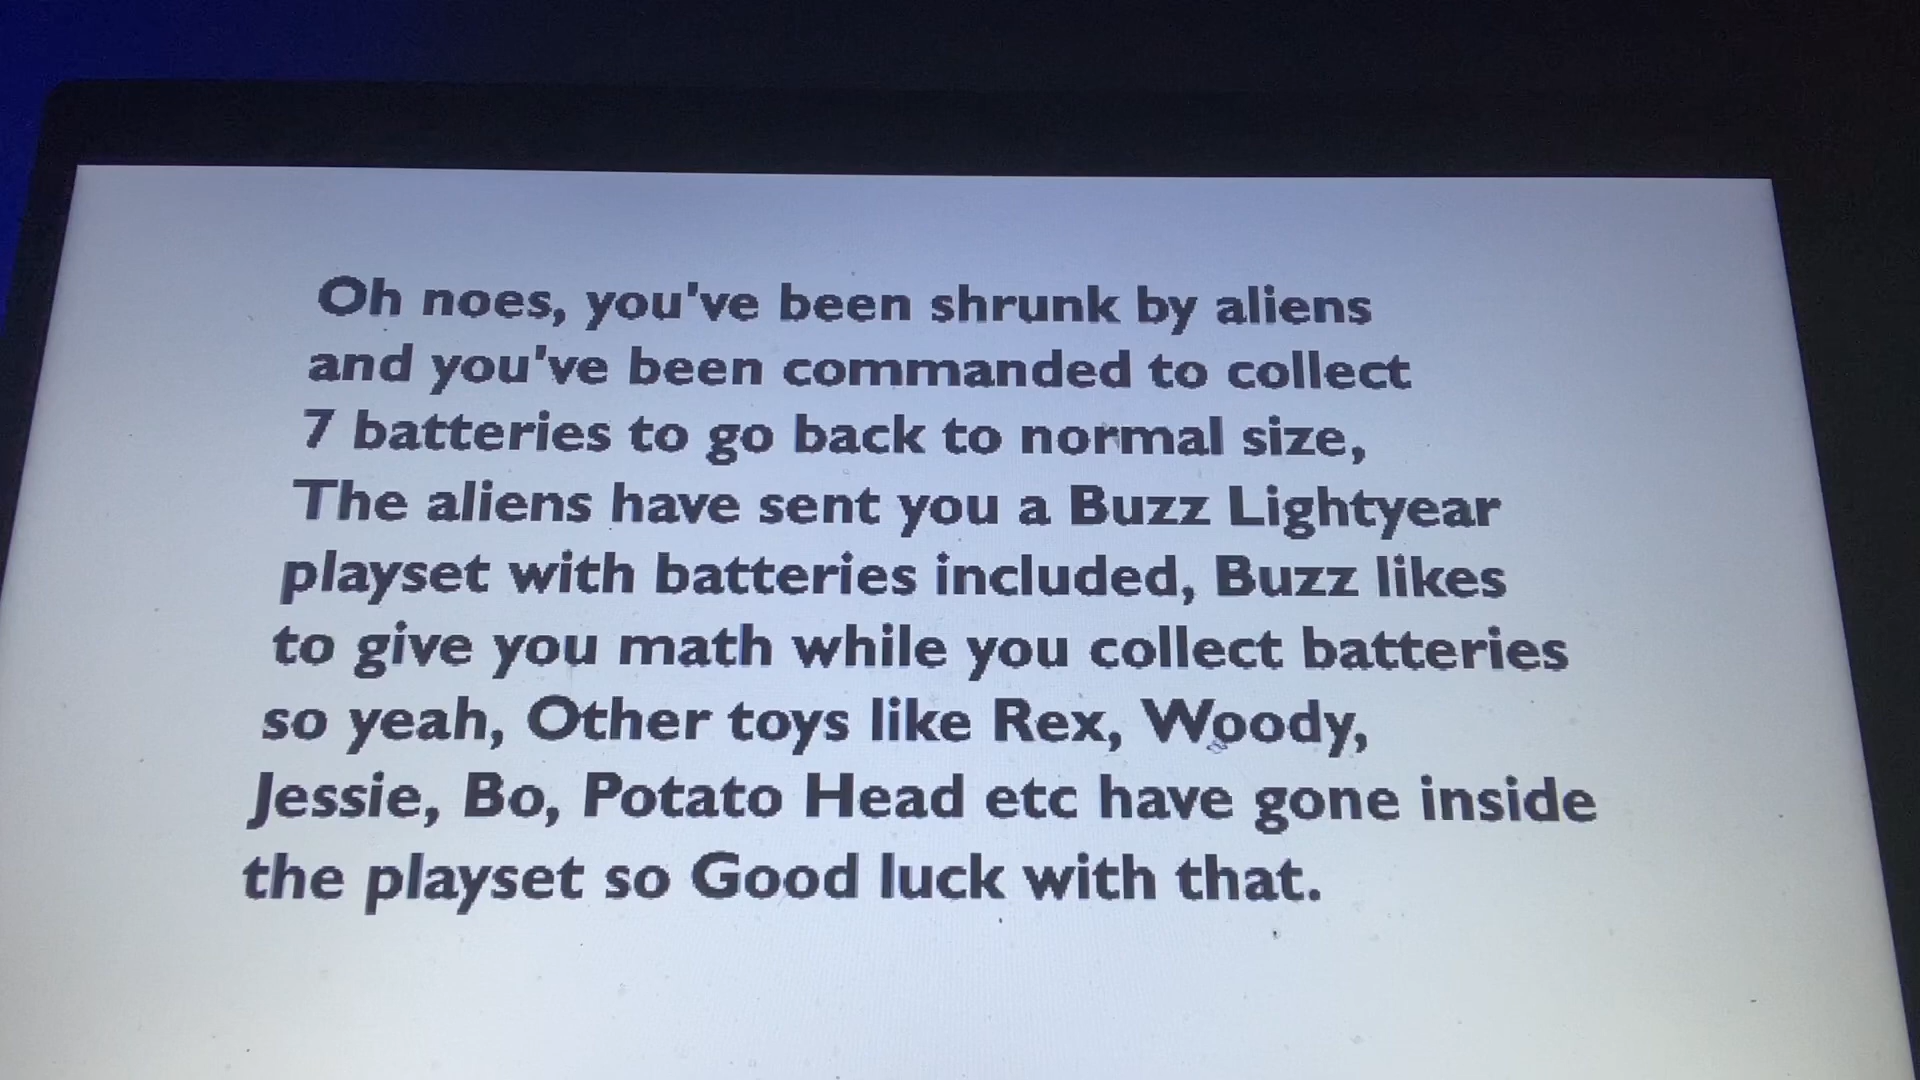 Oh noes, you've been shrunk by aliens
and you've been commanded to collect
7 batteries to go back to normal size,
The aliens have sent you a Buzz Lightyear
playset with batteries included, Buzz likes
to give you math while you collect batteries
so yeah, Other toys like Rex, Woody,
Jessie, Bo, Potato Head etc have gone inside
the playset so Good luck with that.